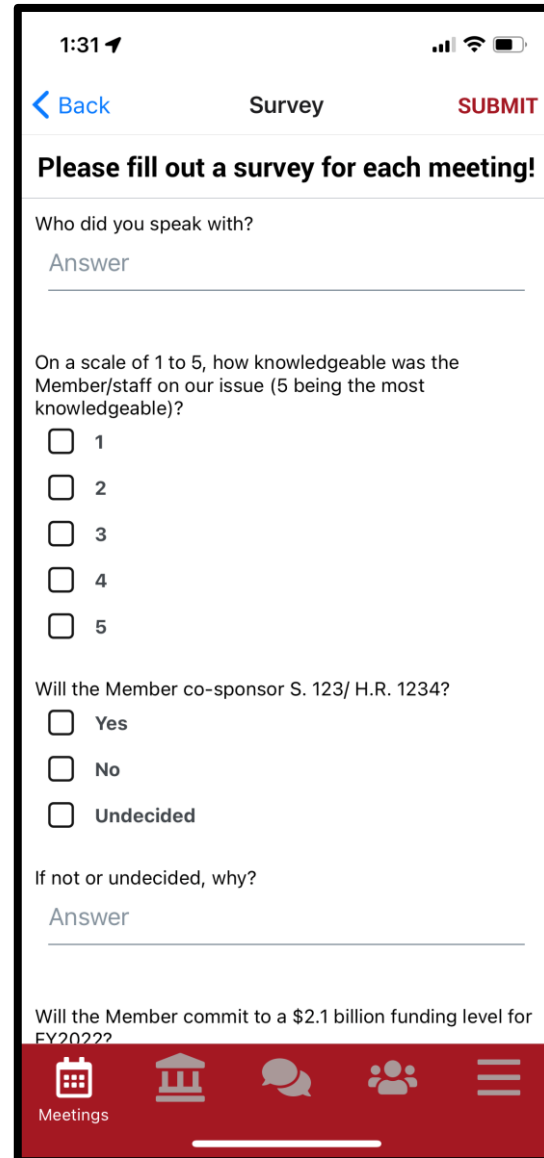 1:31
Back Survey SUBMIT
Please fill out a survey for each meeting!
Who did you speak with?
Answer
On a scale of 1 to 5, how knowledgeable was the
Member/staff on our issue (5 being the most
knowledgeable)?
1
2
3
4
5
Will the Member co-sponsor S. 123/ H.R. 1234?
Yes
No
Undecided
If not or undecided, why?
Answer
Will the Member commit to a $2.1 billion funding level for
FY2022?
Meetings